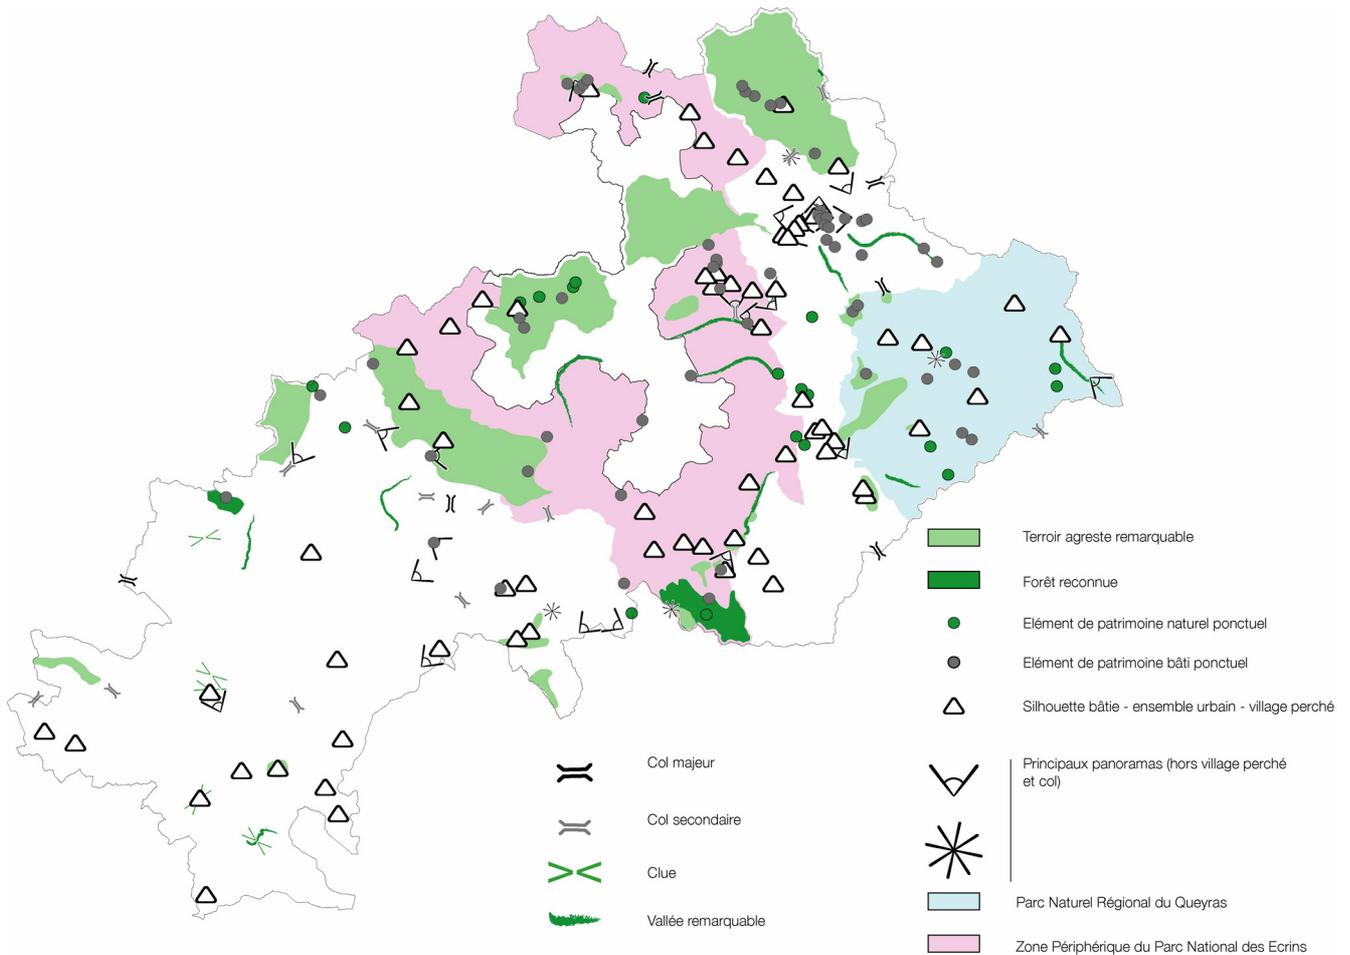 Terroir agreste remarquable
Forêt reconnue
Elément de patrimoine naturel ponctuel
Elément de patrimoine bâti ponctuel
Silhouette bâtie - ensemble urbain - village perché
Col majeur
Col secondaire
Clue
Vallée remarquable
Principaux panoramas (hors village perché
et col)
Parc Naturel Régional du Queyras
Zone Périphérique du Parc National des Ecrins